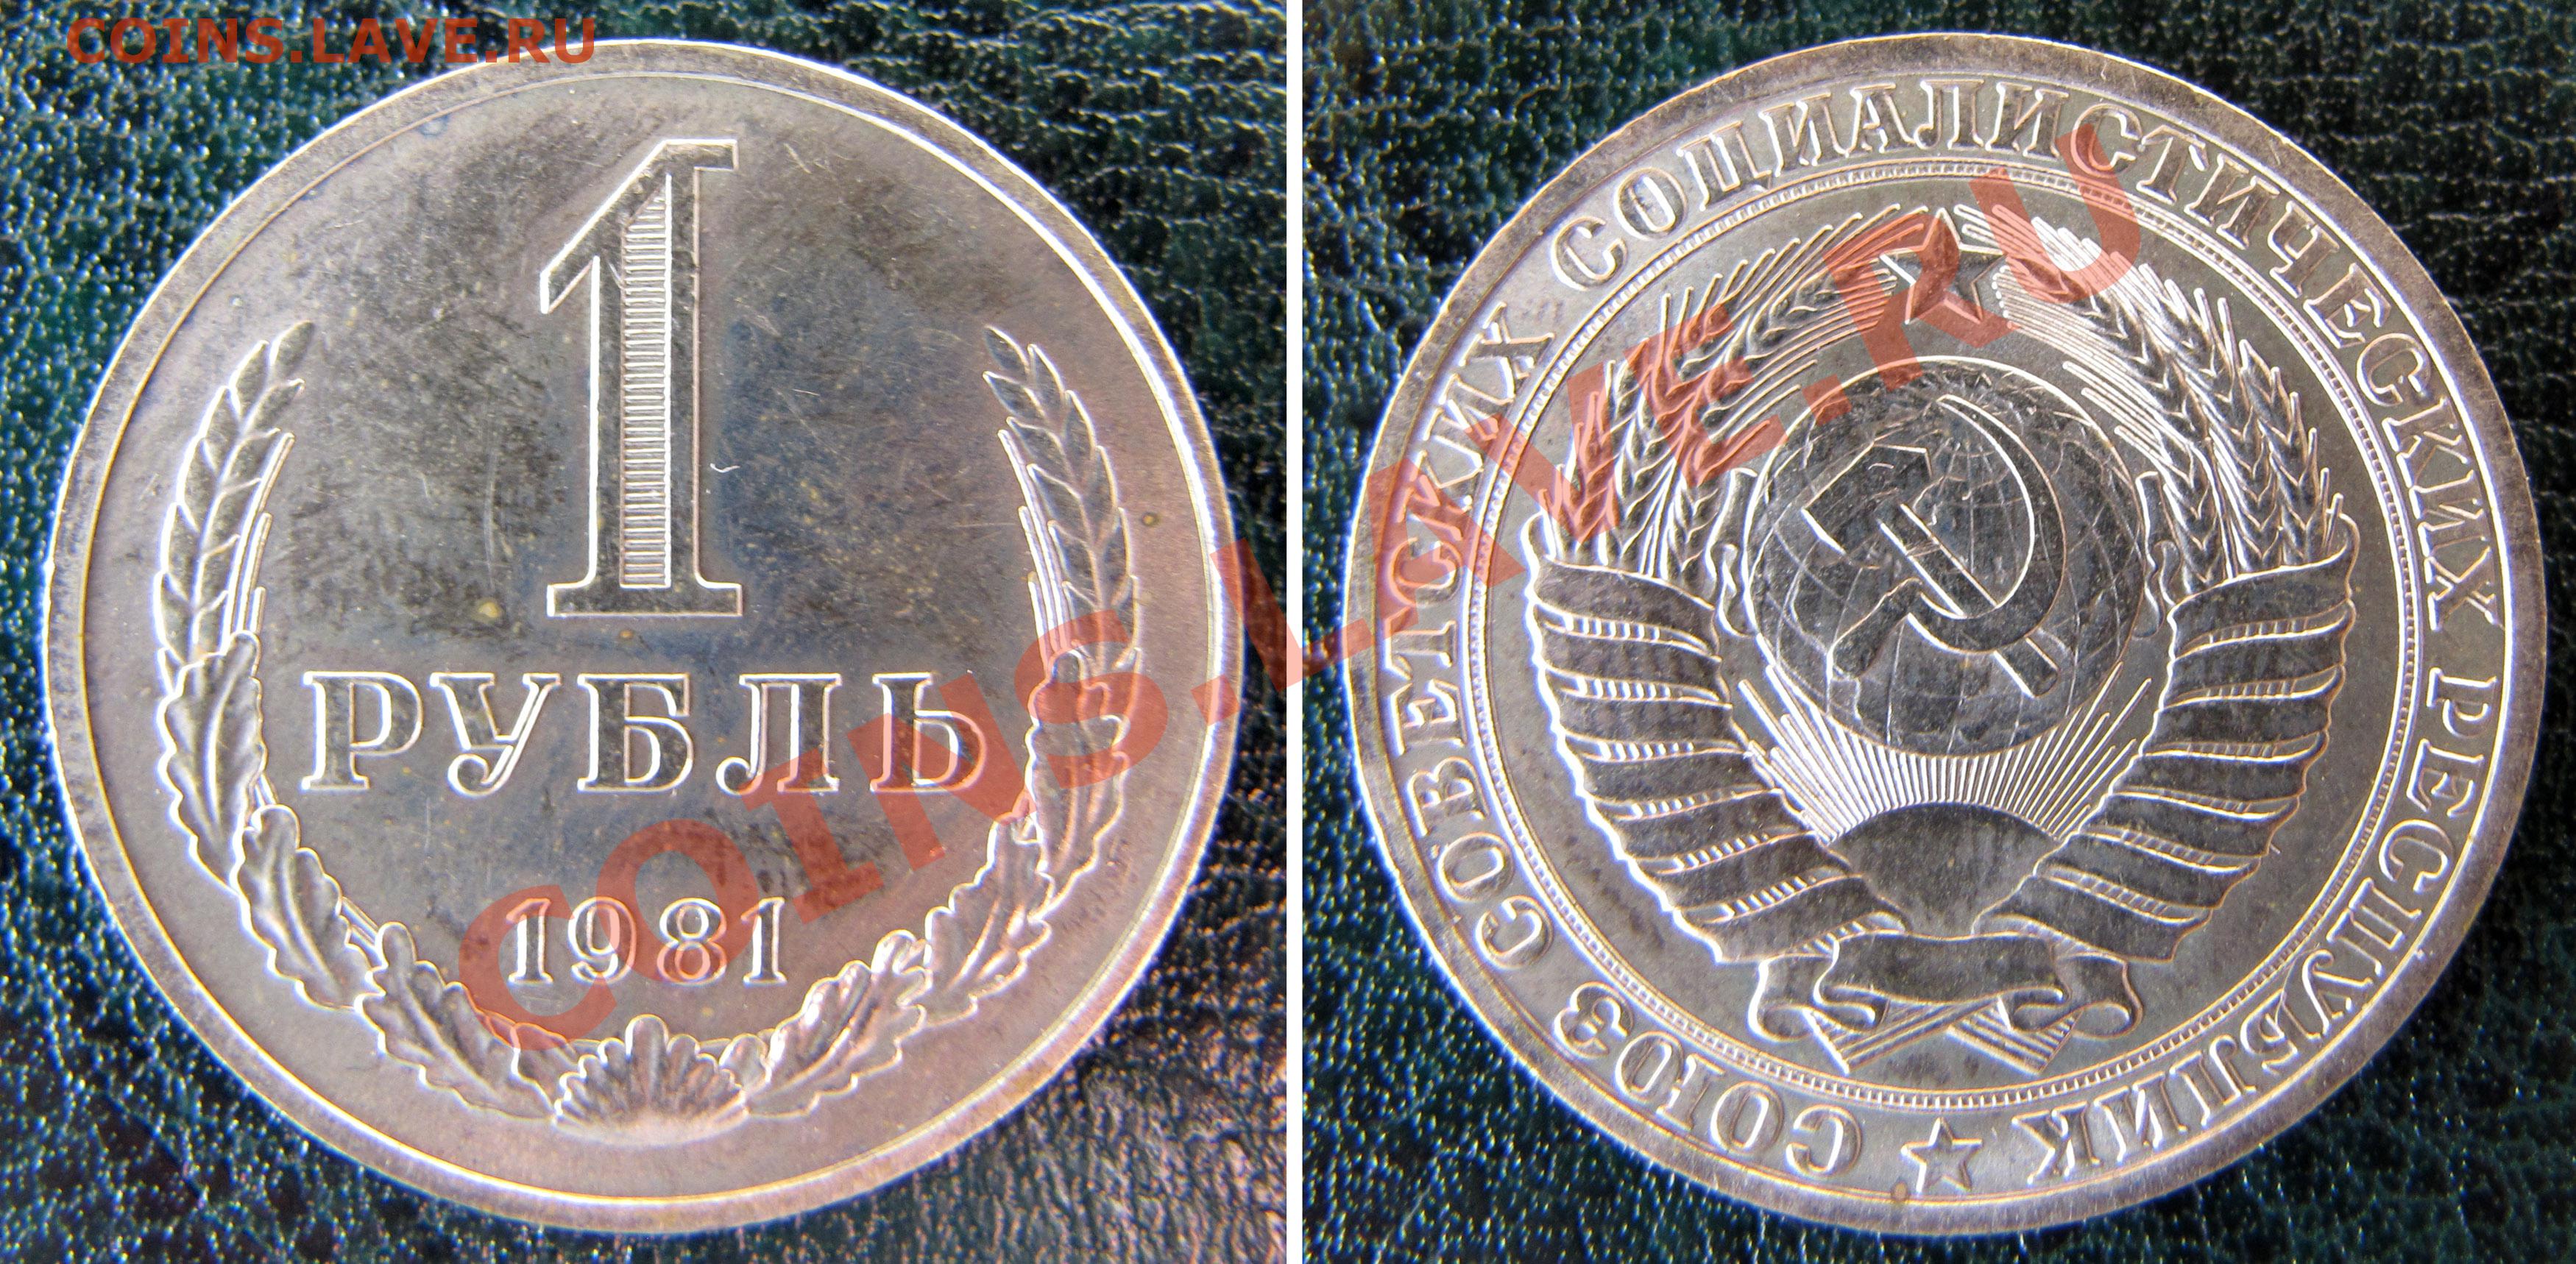 COINS.LAVE.RU
1
РУБЛЬ
1981
СОЮЗ СОВЕТСКИХ СОЦИАЛИСТИЧЕСКИХ РЕСПУБЛИК ★
COINS.LAVE.RU